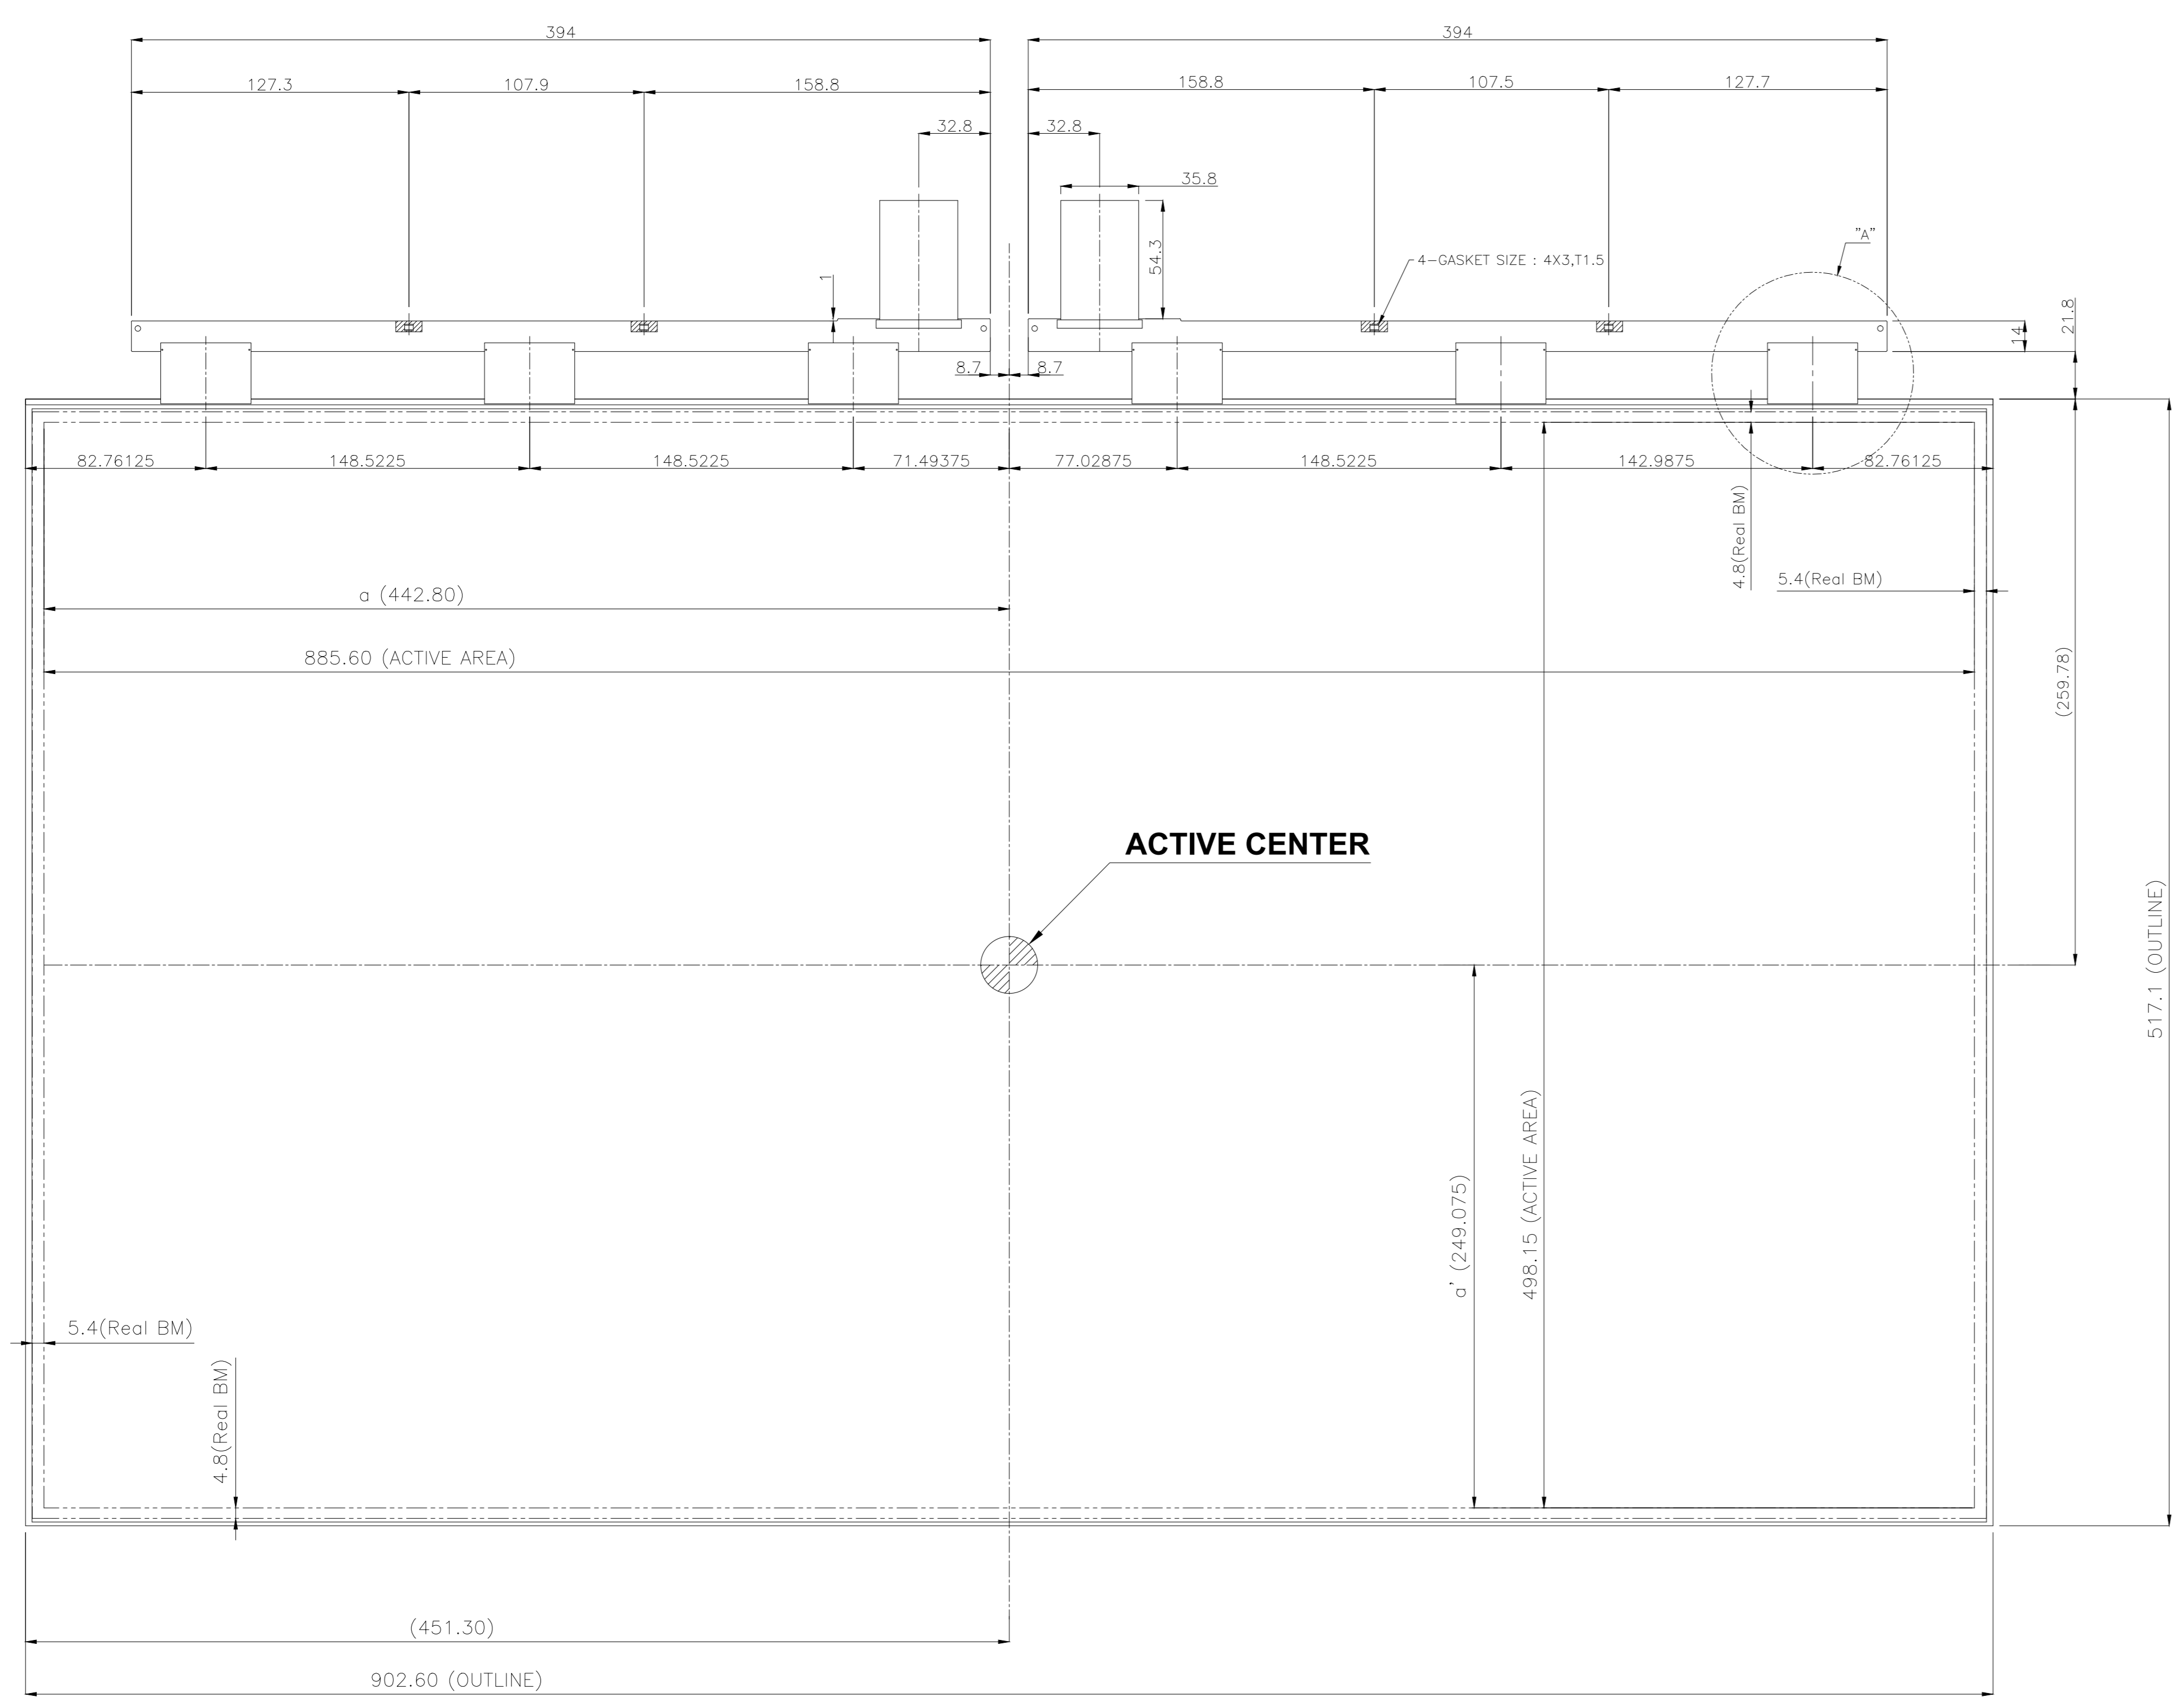 394
394
127.3
107.9
158.8
158.8
107.5
127.7
32.8
32.8
35.8
54.3
"A"
4-GASKET SIZE : 4X3,T1.5
1
21.8
14
8.7
8.7
82.76125
148.5225
148.5225
71.49375
77.02875
148.5225
142.9875
82.76125
4.8(Real BM)
5.4(Real BM)
a (442.80)
885.60 (ACTIVE AREA)
(259.78)
ACTIVE CENTER
517.1 (OUTLINE)
498.15 (ACTIVE AREA)
a' (249.075)
5.4(Real BM)
4.8(Real BM)
(451.30)
902.60 (OUTLINE)